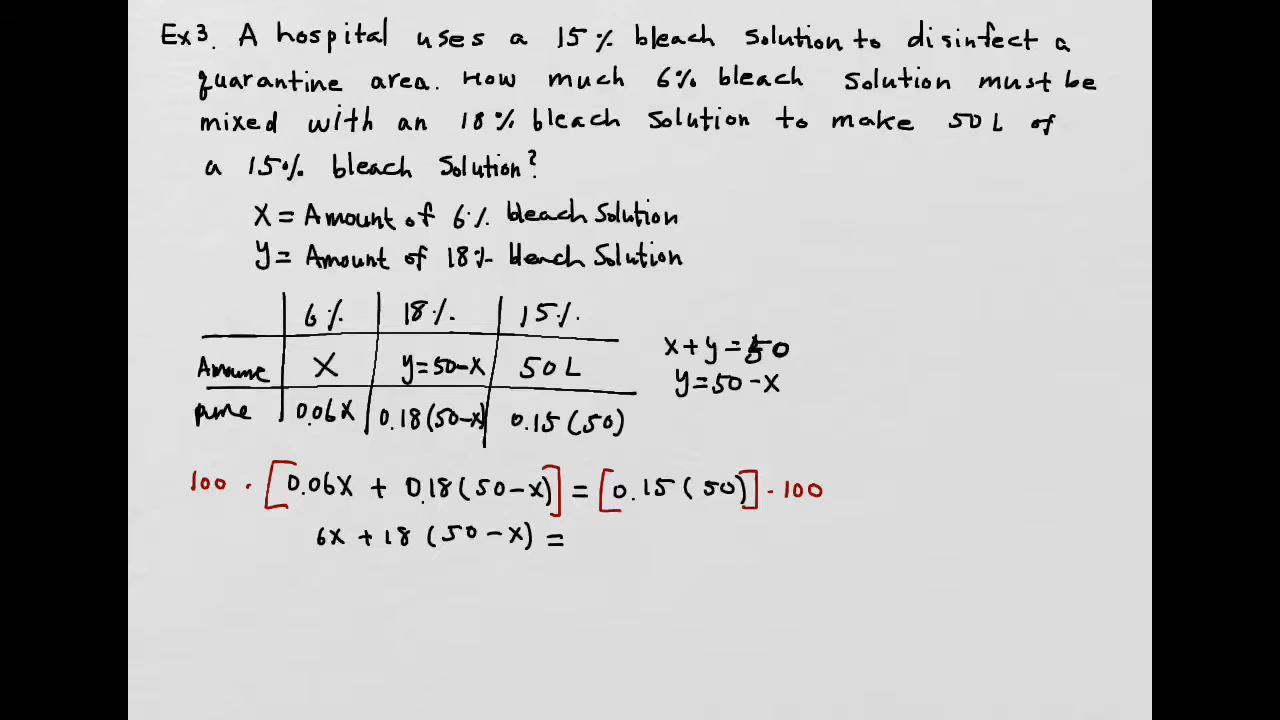 Ex3. A hospital uses a 15% bleach solution to disinfect a
quarantine area. How much 6% bleach solution must be
mixed with an 18% bleach solution to make 50 L of
a 15% bleach solution?
X = Amount of 6% bleach solution
y = Amount of 18% bleach solution
6% 18% 15%
X y=50-x 50L
pure 0.06x 0.18(50-x) 0.15(50)
x+y=50
y=50-x
100 · [0.06x + 0.18(50-x)] = [0.15(50)] · 100
6x + 18(50-x) =